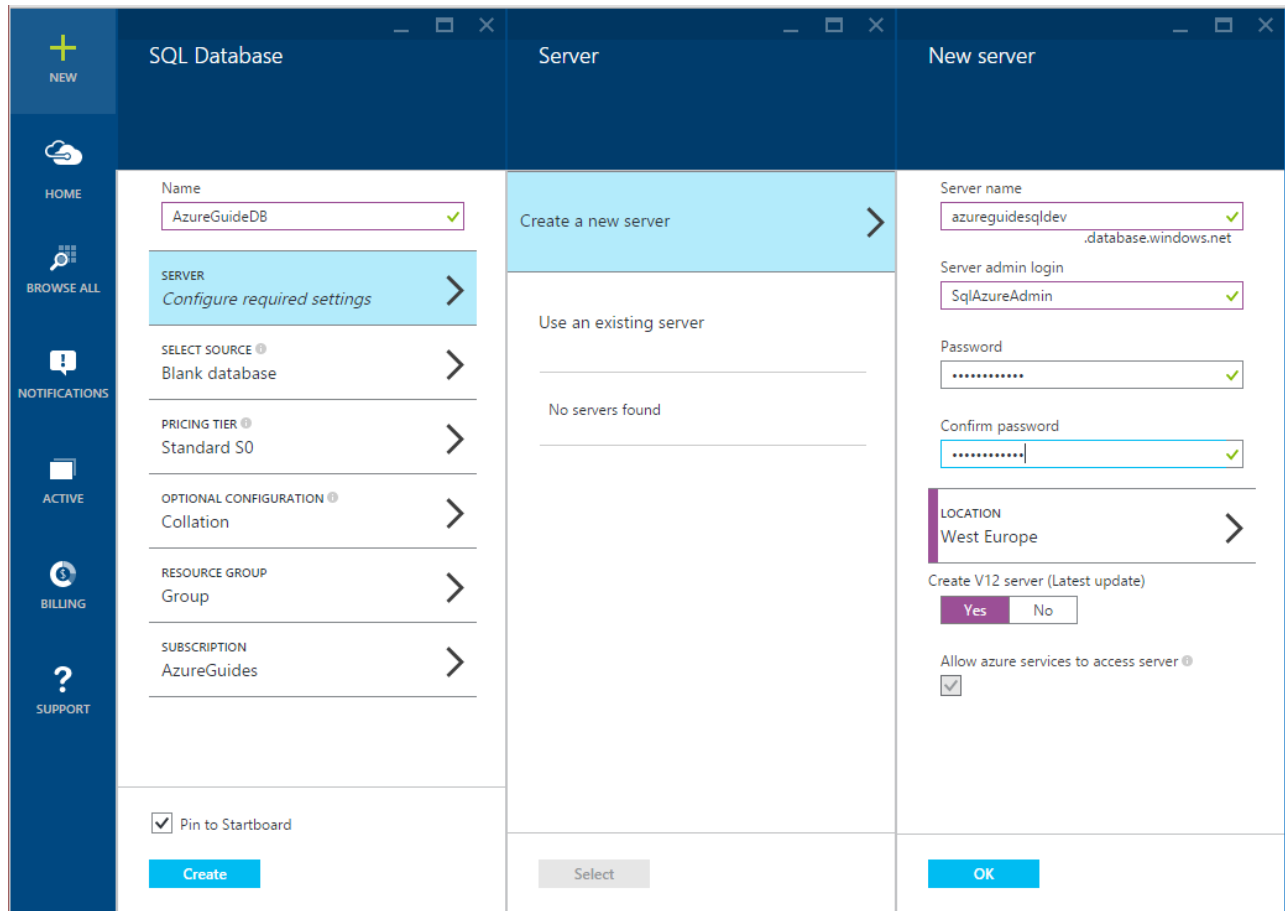 NEW
HOME
BROWSE ALL
NOTIFICATIONS
ACTIVE
BILLING
SUPPORT
SQL Database
Name
AzureGuideDB
SERVER
Configure required settings
SELECT SOURCE
Blank database
PRICING TIER
Standard S0
OPTIONAL CONFIGURATION
Collation
RESOURCE GROUP
Group
SUBSCRIPTION
AzureGuides
Pin to Startboard
Create
Server
Create a new server
Use an existing server
No servers found
Select
New server
Server name
azureguidesqldev
.database.windows.net
Server admin login
SqlAzureAdmin
Password
••••••••••••
Confirm password
••••••••••••
LOCATION
West Europe
Create V12 server (Latest update)
Yes No
Allow azure services to access server
OK